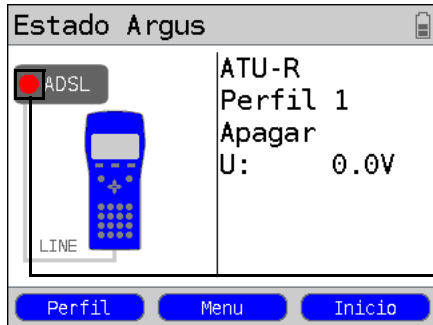 Estado Argus
ADSL
LINE
ATU-R
Perfil 1
Apagar
U: 0.0V
Perfil
Menu
Inicio